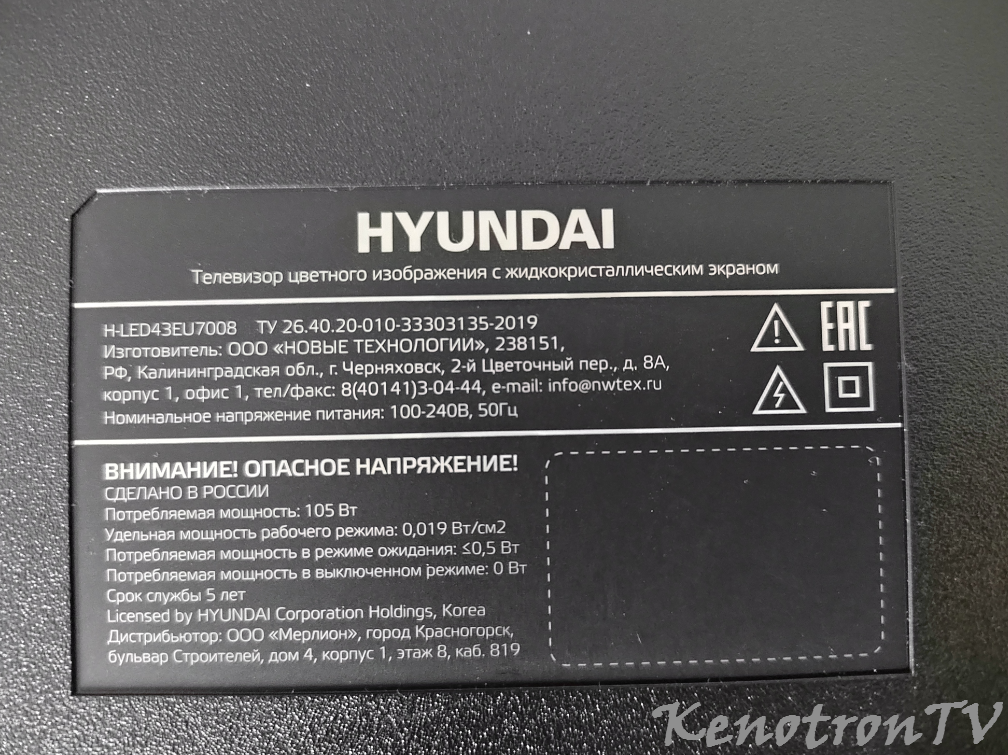 HYUNDAI
Телевизор цветного изображения с жидкокристаллическим экраном
H-LED43EU7008 ТУ 26.40.20-010-33303135-2019
Изготовитель: ООО «НОВЫЕ ТЕХНОЛОГИИ», 238151,
РФ, Калининградская обл., г. Черняховск, 2-й Цветочный пер., д. 8А,
корпус 1, офис 1, тел/факс: 8(40141)3-04-44, e-mail: info@nwtex.ru
Номинальное напряжение питания: 100-240В, 50Гц
EAC
ВНИМАНИЕ! ОПАСНОЕ НАПРЯЖЕНИЕ!
СДЕЛАНО В РОССИИ
Потребляемая мощность: 105 Вт
Удельная мощность рабочего режима: 0,019 Вт/см2
Потребляемая мощность в режиме ожидания: ≤0,5 Вт
Потребляемая мощность в выключенном режиме: 0 Вт
Срок службы 5 лет
Licensed by HYUNDAI Corporation Holdings, Korea
Дистрибьютор: ООО «Мерлион», город Красногорск,
бульвар Строителей, дом 4, корпус 1, этаж 8, каб. 819
KenotronTV